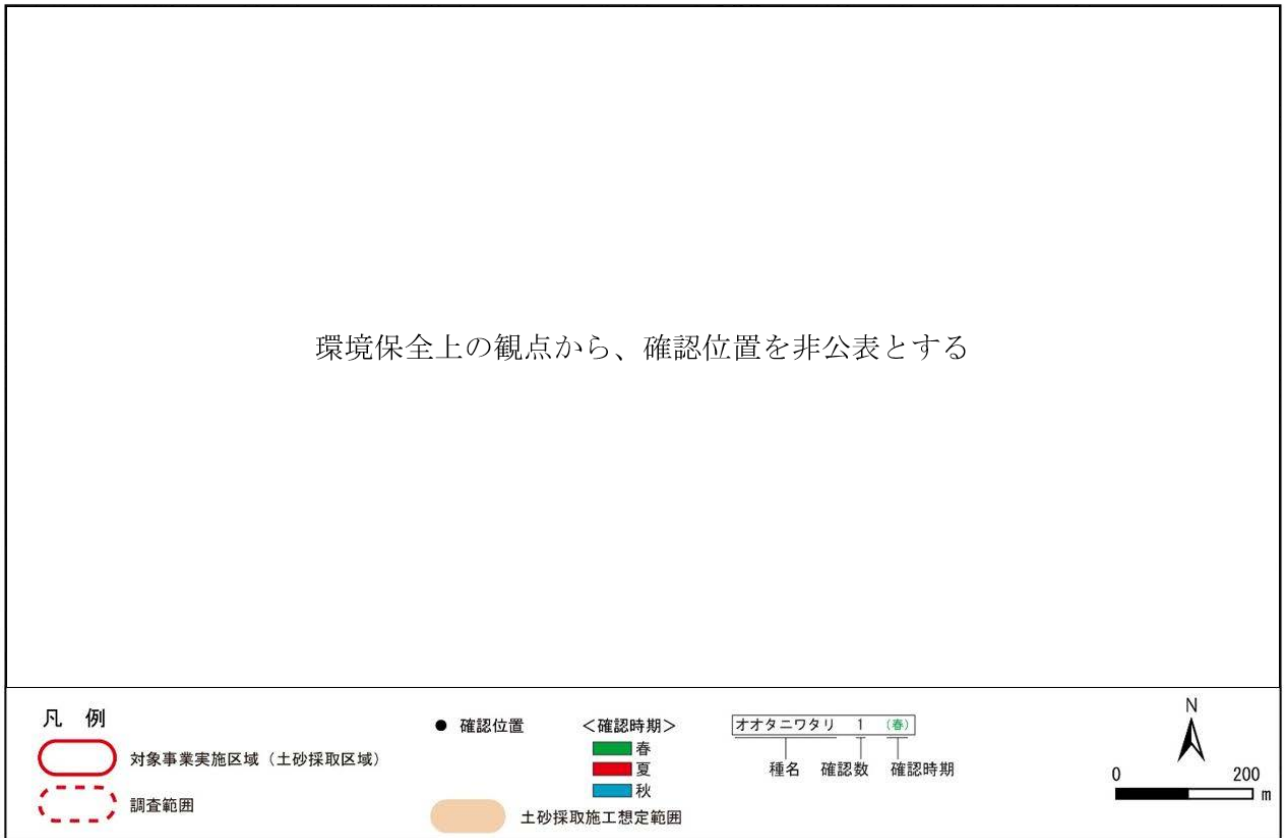 環境保全上の観点から、確認位置を非公表とする
凡 例
対象事業実施区域（土砂採取区域）
調査範囲
● 確認位置
＜確認時期＞
春
夏
秋
土砂採取施工想定範囲
オオタニワタリ 1 (春)
種名 確認数 確認時期
N
0 200
m